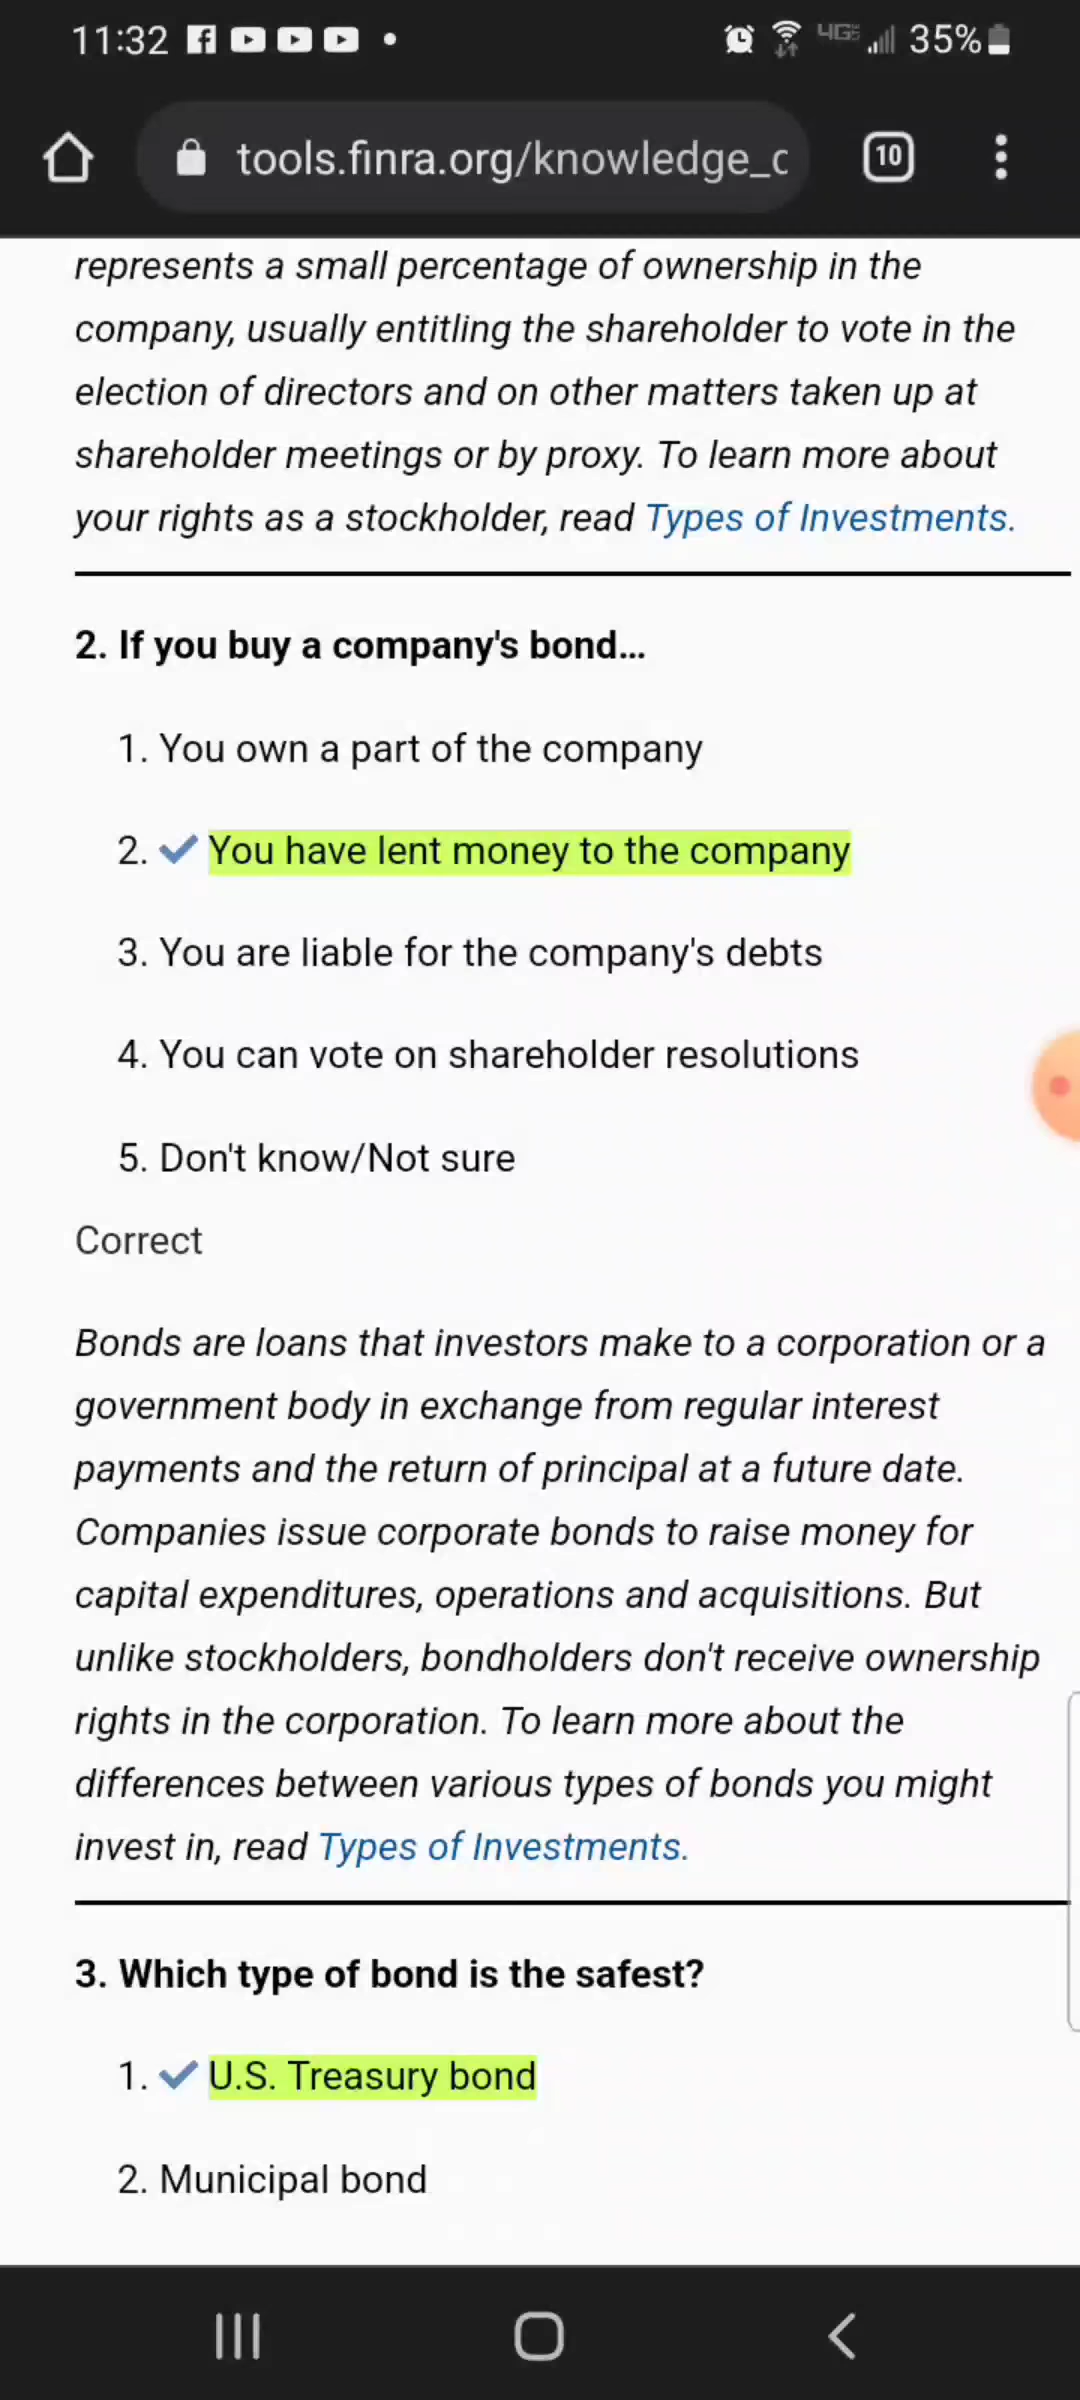 11:32
4G
35%
tools.finra.org/knowledge_c
10
represents a small percentage of ownership in the
company, usually entitling the shareholder to vote in the
election of directors and on other matters taken up at
shareholder meetings or by proxy. To learn more about
your rights as a stockholder, read Types of Investments.
2. If you buy a company's bond...
1. You own a part of the company
2. You have lent money to the company
3. You are liable for the company's debts
4. You can vote on shareholder resolutions
5. Don't know/Not sure
Correct
Bonds are loans that investors make to a corporation or a
government body in exchange from regular interest
payments and the return of principal at a future date.
Companies issue corporate bonds to raise money for
capital expenditures, operations and acquisitions. But
unlike stockholders, bondholders don't receive ownership
rights in the corporation. To learn more about the
differences between various types of bonds you might
invest in, read Types of Investments.
3. Which type of bond is the safest?
1. U.S. Treasury bond
2. Municipal bond